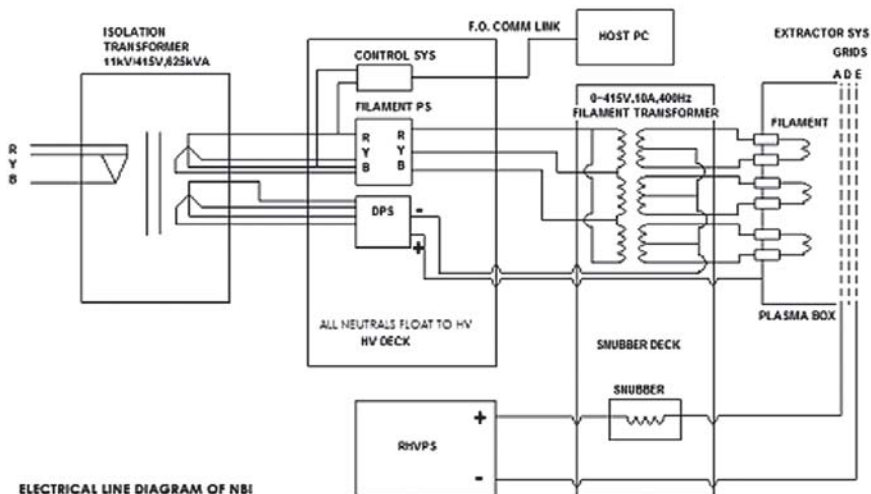 ISOLATION
TRANSFORMER
11kV/415V,625kVA
F.O. COMM LINK
HOST PC
EXTRACTOR SYS
GRIDS
A D E
CONTROL SYS
FILAMENT PS
0-415V,10A,400Hz
FILAMENT TRANSFORMER
FILAMENT
R
Y
B
R
Y
B
R
Y
B
DPS
-
+
ALL NEUTRALS FLOAT TO HV
HV DECK
PLASMA BOX
SNUBBER DECK
SNUBBER
RHVPS
+
-
ELECTRICAL LINE DIAGRAM OF NBI